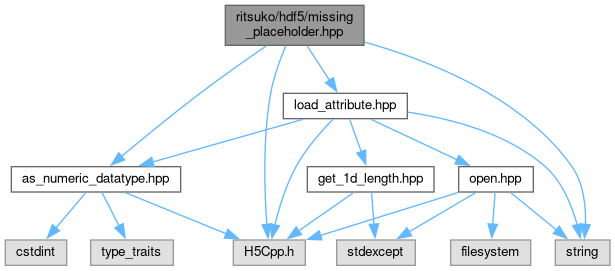 ritsuko/hdf5/missing
_placeholder.hpp
load_attribute.hpp
as_numeric_datatype.hpp
get_1d_length.hpp
open.hpp
cstdint
type_traits
H5Cpp.h
stdexcept
filesystem
string